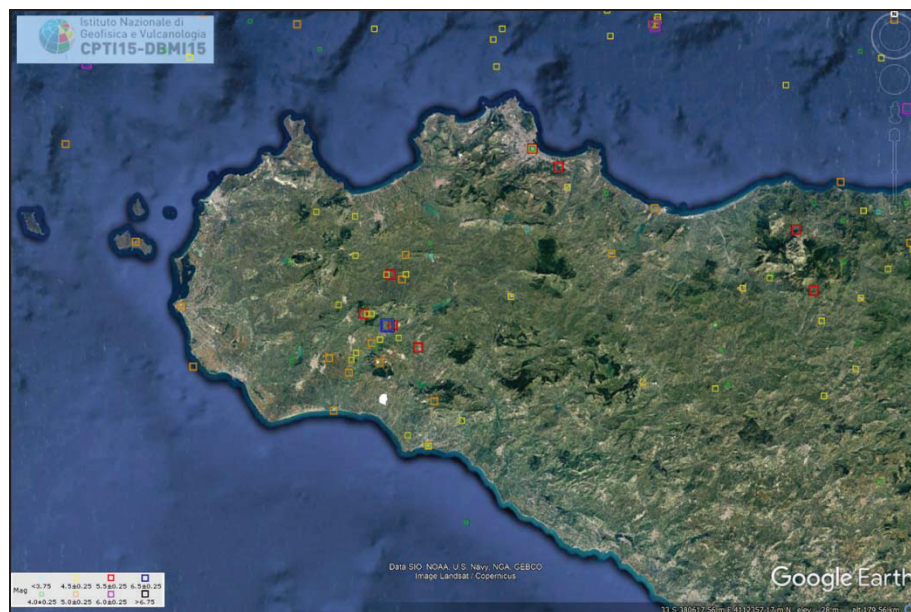 Istituto Nazionale di
Geofisica e Vulcanologia
CPTI15-DBMI15
Data SIO, NOAA, U.S. Navy, NGA, GEBCO
Image Landsat / Copernicus
Google Earth
<3.75 4.5±0.25 5.5±0.25 6.5±0.25
Mag
4.0±0.25 5.0±0.25 6.0±0.25 >6.75
33 S